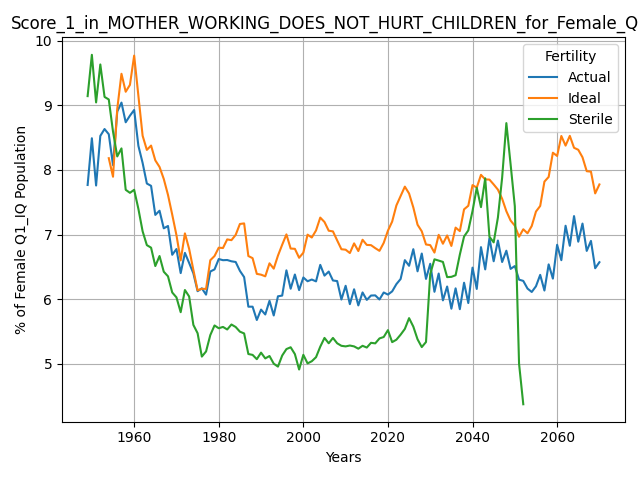 Score_1_in_MOTHER_WORKING_DOES_NOT_HURT_CHILDREN_for_Female_Q
Fertility
Actual
Ideal
Sterile
% of Female Q1_IQ Population
10
9
8
7
6
5
1960 1980 2000 2020 2040 2060
Years